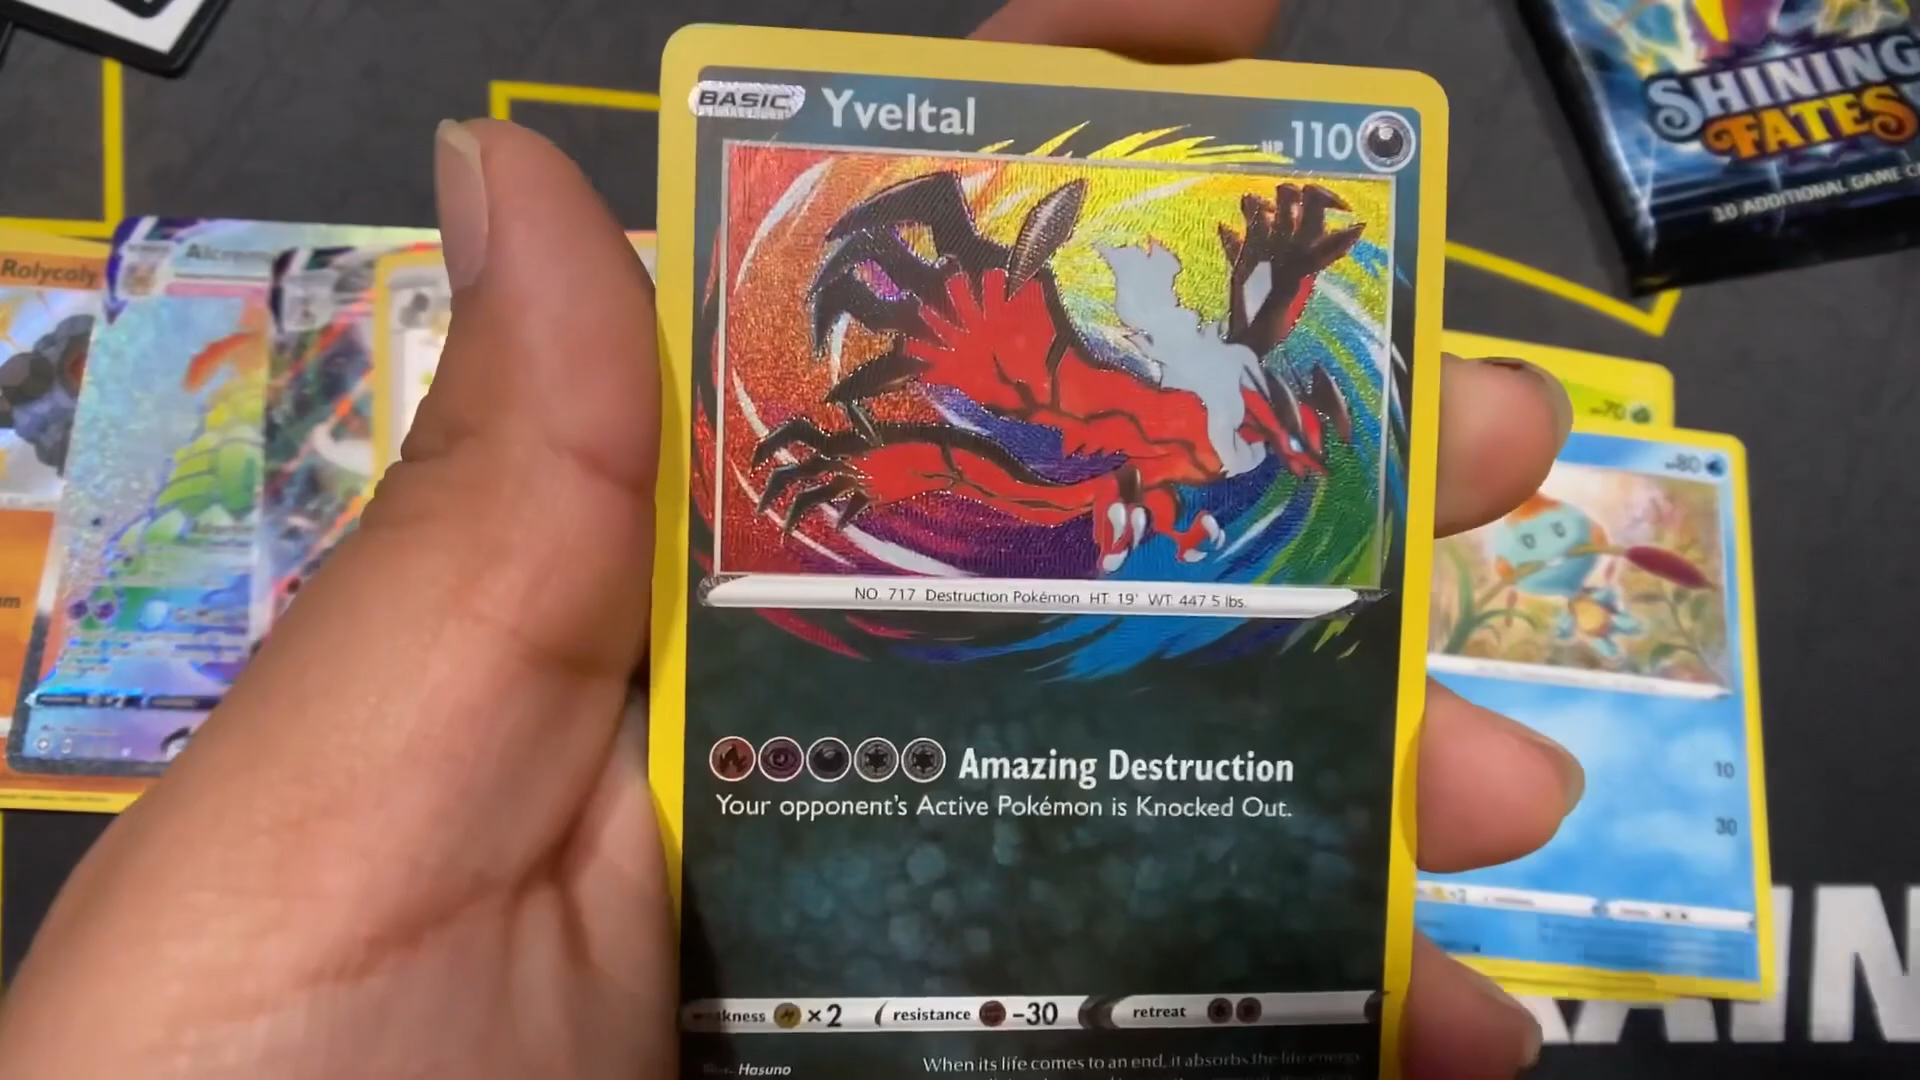 BASIC Yveltal HP 110
NO. 717 Destruction Pokémon HT 19' WT 447.5 lbs.
Amazing Destruction
Your opponent's Active Pokémon is Knocked Out.
weakness ×2 resistance -30 retreat
Hasuno
When its life comes to an end, it absorbs the life energy
SHINING
FATES
10 ADDITIONAL GAME
Rolycoly
70
80
10
30